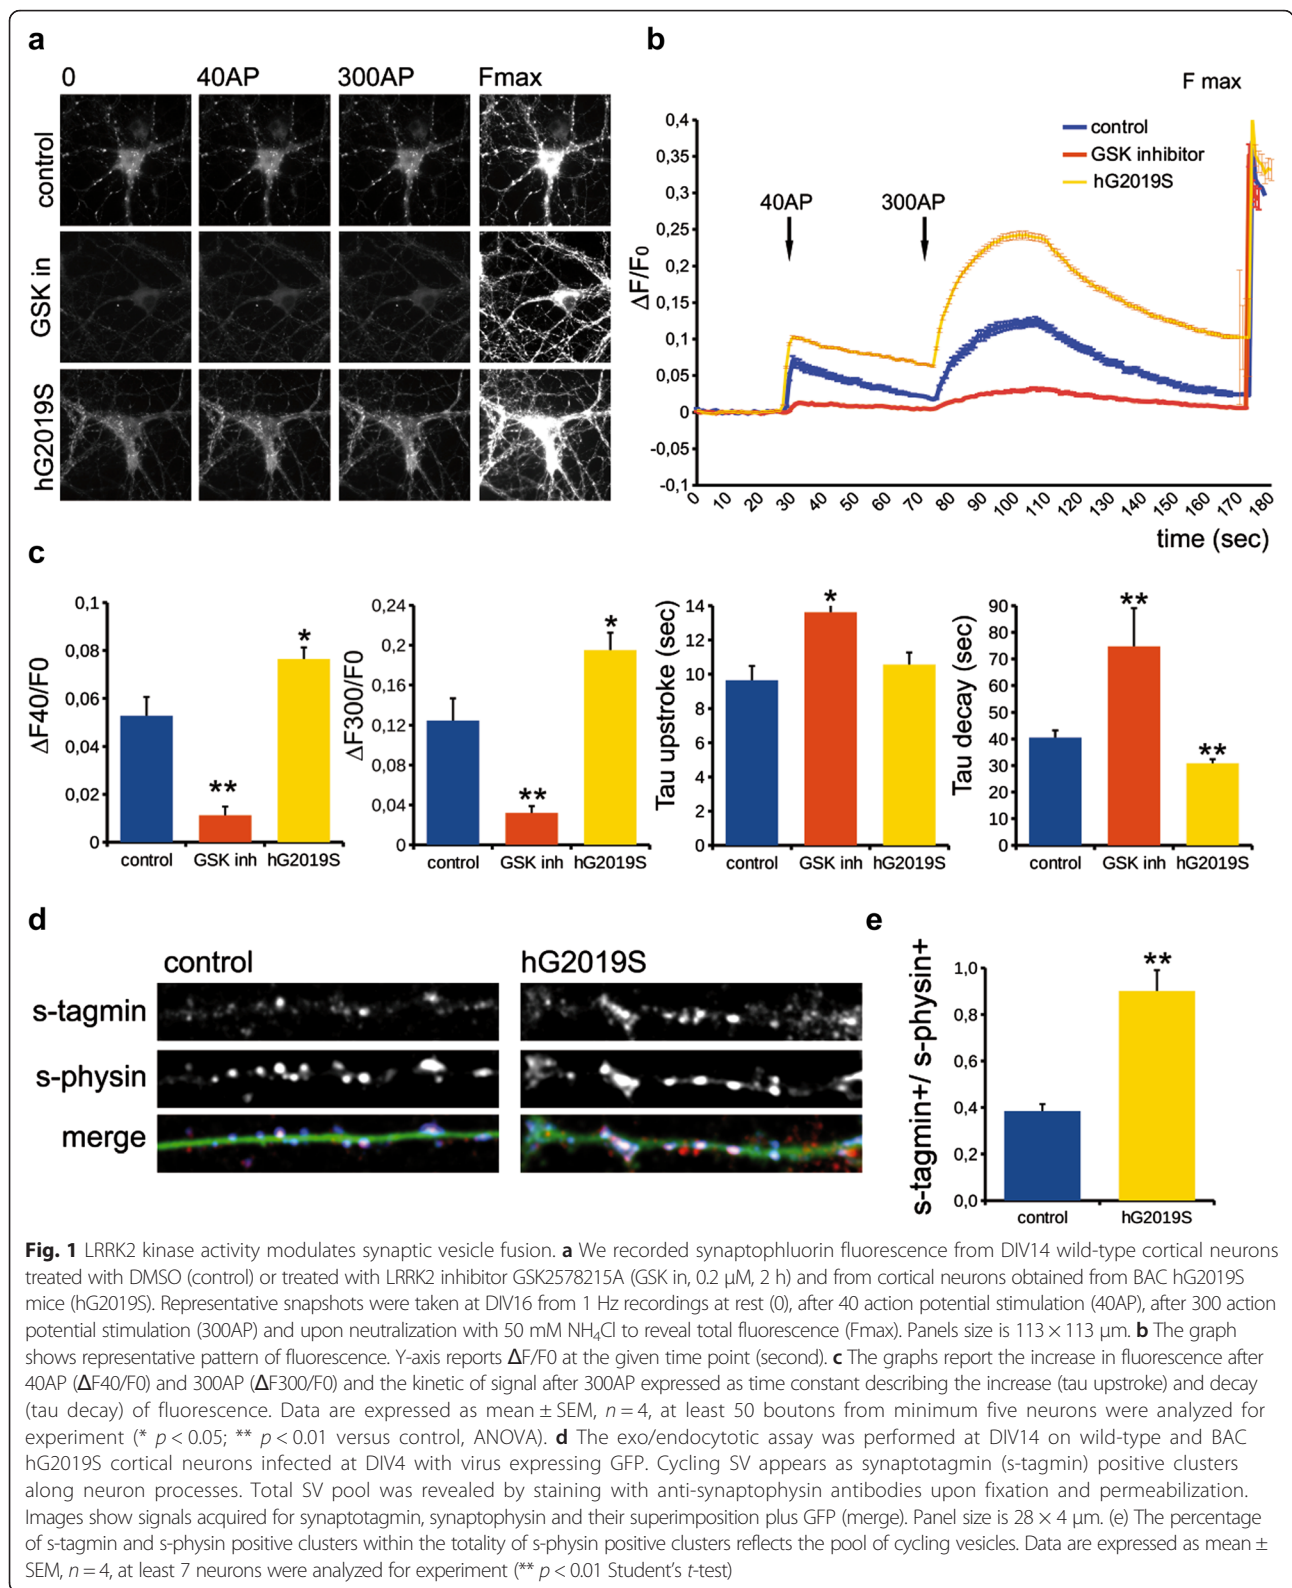 a
0
40AP
300AP
Fmax
control
GSK in
hG2019S
b
F max
control
GSK inhibitor
hG2019S
40AP
300AP
ΔF/F0
0,4
0,35
0,3
0,25
0,2
0,15
0,1
0,05
0
-0,05
-0,1
0 10 20 30 40 50 60 70 80 90 100 110 120 130 140 150 160 170 180
time (sec)
c
ΔF40/F0
0,1
0,08
0,06
0,04
0,02
0
**
*
control GSK inh hG2019S
ΔF300/F0
0,24
0,2
0,16
0,12
0,08
0,04
0
**
*
control GSK inh hG2019S
Tau upstroke (sec)
14
12
10
8
6
4
2
0
*
control GSK inh hG2019S
Tau decay (sec)
90
80
70
60
50
40
30
20
10
0
**
**
control GSK inh hG2019S
d
control
hG2019S
s-tagmin
s-physin
merge
e
s-tagmin+/ s-physin+
1,0
0,8
0,6
0,4
0,2
0,0
**
control hG2019S
Fig. 1 LRRK2 kinase activity modulates synaptic vesicle fusion. a We recorded synaptophluorin fluorescence from DIV14 wild-type cortical neurons
treated with DMSO (control) or treated with LRRK2 inhibitor GSK2578215A (GSK in, 0.2 μM, 2 h) and from cortical neurons obtained from BAC hG2019S
mice (hG2019S). Representative snapshots were taken at DIV16 from 1 Hz recordings at rest (0), after 40 action potential stimulation (40AP), after 300 action
potential stimulation (300AP) and upon neutralization with 50 mM NH4Cl to reveal total fluorescence (Fmax). Panels size is 113 × 113 μm. b The graph
shows representative pattern of fluorescence. Y-axis reports ΔF/F0 at the given time point (second). c The graphs report the increase in fluorescence after
40AP (ΔF40/F0) and 300AP (ΔF300/F0) and the kinetic of signal after 300AP expressed as time constant describing the increase (tau upstroke) and decay
(tau decay) of fluorescence. Data are expressed as mean ± SEM, n = 4, at least 50 boutons from minimum five neurons were analyzed for
experiment (* p < 0.05; ** p < 0.01 versus control, ANOVA). d The exo/endocytotic assay was performed at DIV14 on wild-type and BAC
hG2019S cortical neurons infected at DIV4 with virus expressing GFP. Cycling SV appears as synaptotagmin (s-tagmin) positive clusters
along neuron processes. Total SV pool was revealed by staining with anti-synaptophysin antibodies upon fixation and permeabilization.
Images show signals acquired for synaptotagmin, synaptophysin and their superimposition plus GFP (merge). Panel size is 28 × 4 μm. (e) The percentage
of s-tagmin and s-physin positive clusters within the totality of s-physin positive clusters reflects the pool of cycling vesicles. Data are expressed as mean ±
SEM, n = 4, at least 7 neurons were analyzed for experiment (** p < 0.01 Student's t-test)